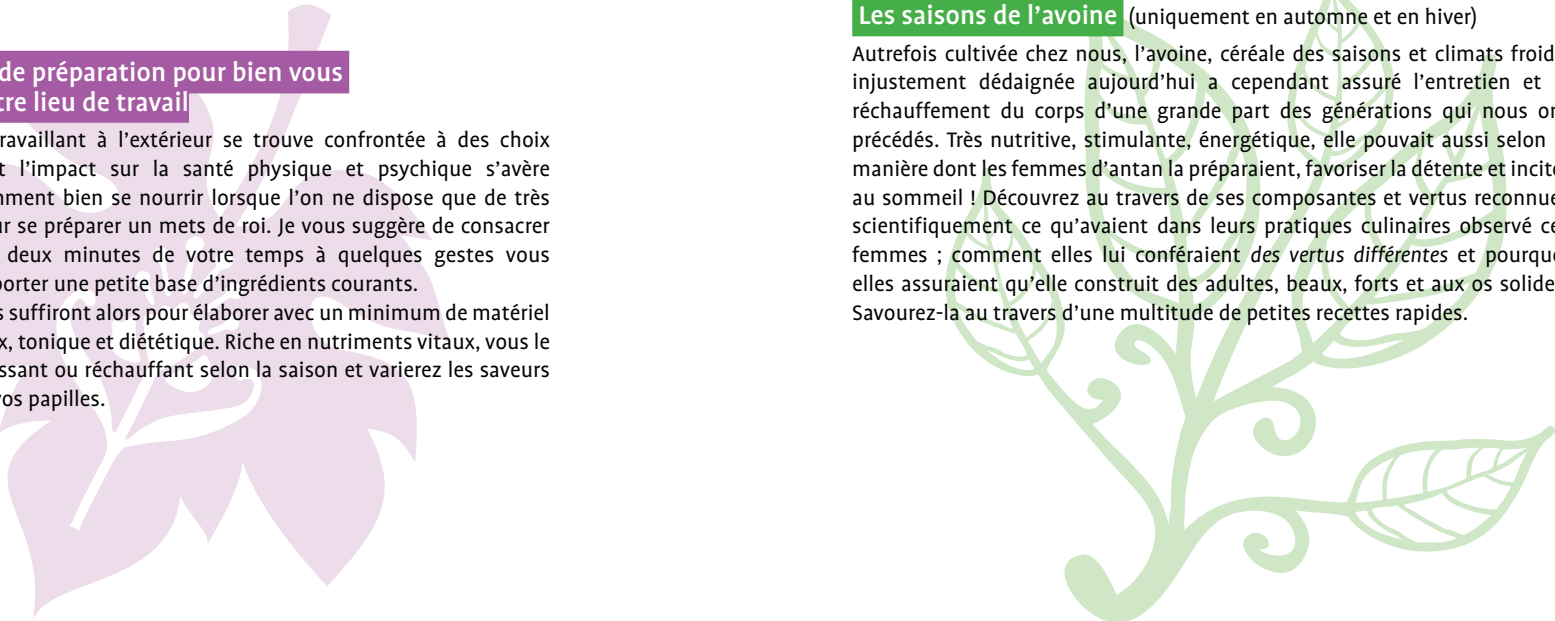 de préparation pour bien vous
tre lieu de travail
ravaillant à l'extérieur se trouve confrontée à des choix
t l'impact sur la santé physique et psychique s'avère
mment bien se nourrir lorsque l'on ne dispose que de très
ur se préparer un mets de roi. Je vous suggère de consacrer
deux minutes de votre temps à quelques gestes vous
porter une petite base d'ingrédients courants.
s suffiront alors pour élaborer avec un minimum de matériel
x, tonique et diététique. Riche en nutriments vitaux, vous le
ssant ou réchauffant selon la saison et varierez les saveurs
vos papilles.
Les saisons de l'avoine (uniquement en automne et en hiver)
Autrefois cultivée chez nous, l'avoine, céréale des saisons et climats froid
injustement dédaignée aujourd'hui a cependant assuré l'entretien et
réchauffement du corps d'une grande part des générations qui nous on
précédés. Très nutritive, stimulante, énergétique, elle pouvait aussi selon
manière dont les femmes d'antan la préparaient, favoriser la détente et incite
au sommeil ! Découvrez au travers de ses composantes et vertus reconnue
scientifiquement ce qu'avaient dans leurs pratiques culinaires observé ce
femmes ; comment elles lui conféraient des vertus différentes et pourquo
elles assuraient qu'elle construit des adultes, beaux, forts et aux os solide
Savourez-la au travers d'une multitude de petites recettes rapides.